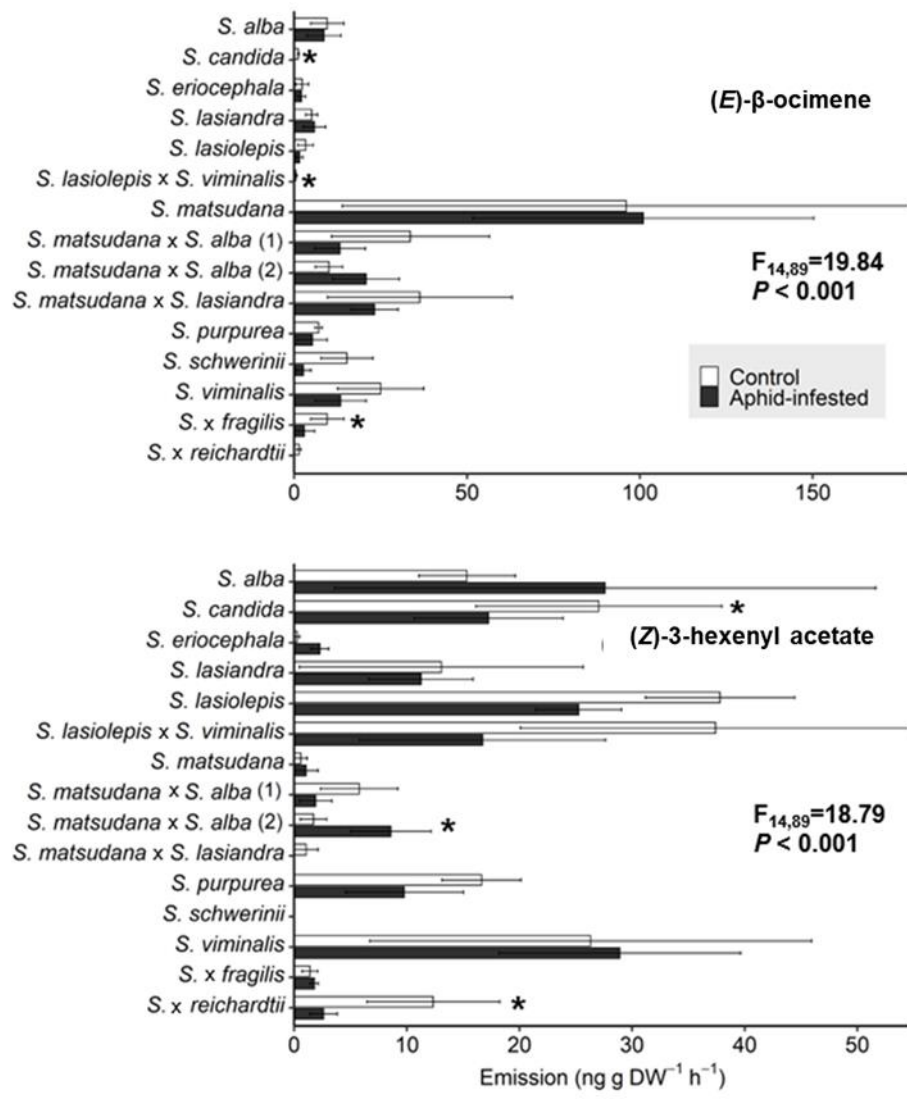 S. alba
S. candida
*
S. eriocephala
(E)-β-ocimene
S. lasiandra
S. lasiolepis
S. lasiolepis x S. viminalis
*
S. matsudana
S. matsudana x S. alba (1)
S. matsudana x S. alba (2)
F14,89=19.84
P < 0.001
S. matsudana x S. lasiandra
S. purpurea
S. schwerinii
Control
Aphid-infested
S. viminalis
S. x fragilis
*
S. x reichardtii
0 50 100 150
S. alba
S. candida
*
(Z)-3-hexenyl acetate
S. eriocephala
S. lasiandra
S. lasiolepis
S. lasiolepis x S. viminalis
S. matsudana
S. matsudana x S. alba (1)
F14,89=18.79
P < 0.001
S. matsudana x S. alba (2)
*
S. matsudana x S. lasiandra
S. purpurea
S. schwerinii
S. viminalis
S. x fragilis
S. x reichardtii
*
0 10 20 30 40 50
Emission (ng g DW⁻¹ h⁻¹)